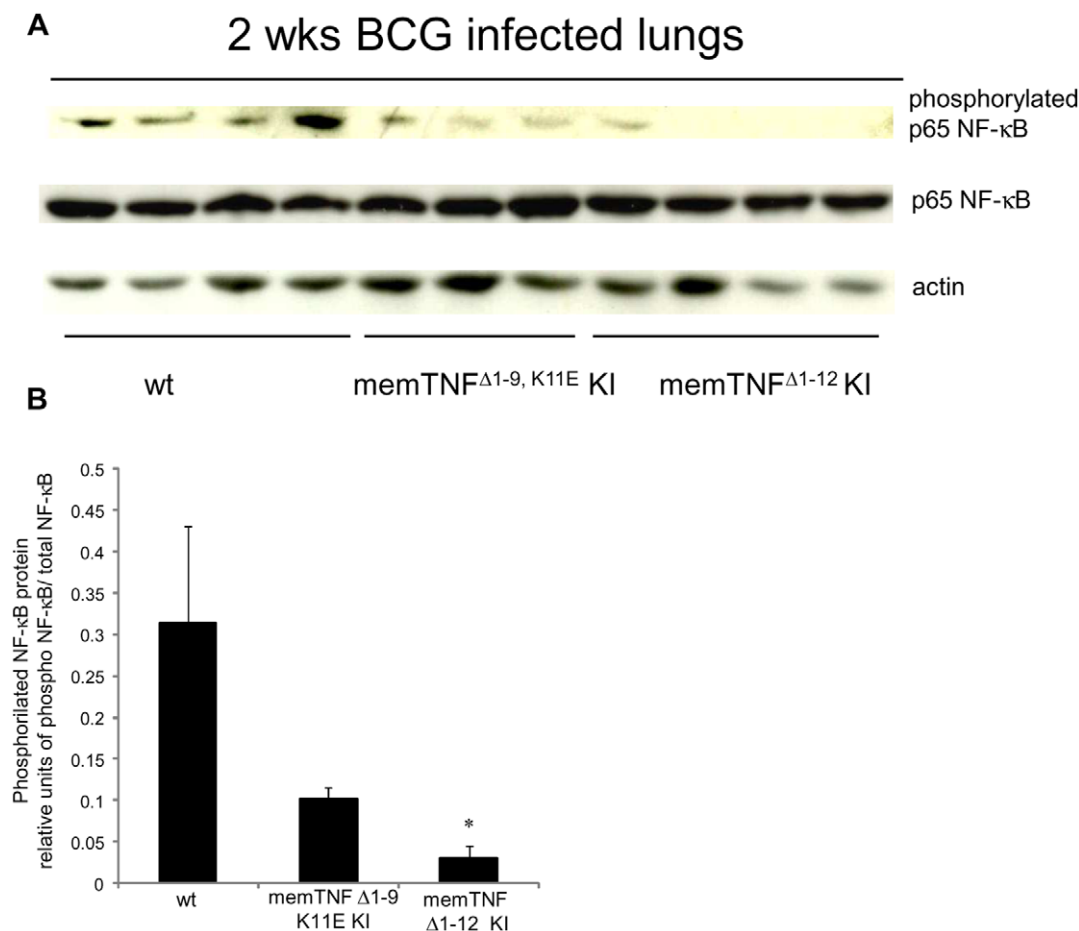 A
2 wks BCG infected lungs
phosphorylated
p65 NF-κB
p65 NF-κB
actin
wt
memTNFΔ1-9, K11E KI
memTNFΔ1-12 KI
B
Phosphorilated NF-κB protein
relative units of phospho NF-κB/ total NF-κB
0.5
0.45
0.4
0.35
0.3
0.25
0.2
0.15
0.1
0.05
0
*
wt
memTNF Δ1-9
K11E KI
memTNF
Δ1-12 KI